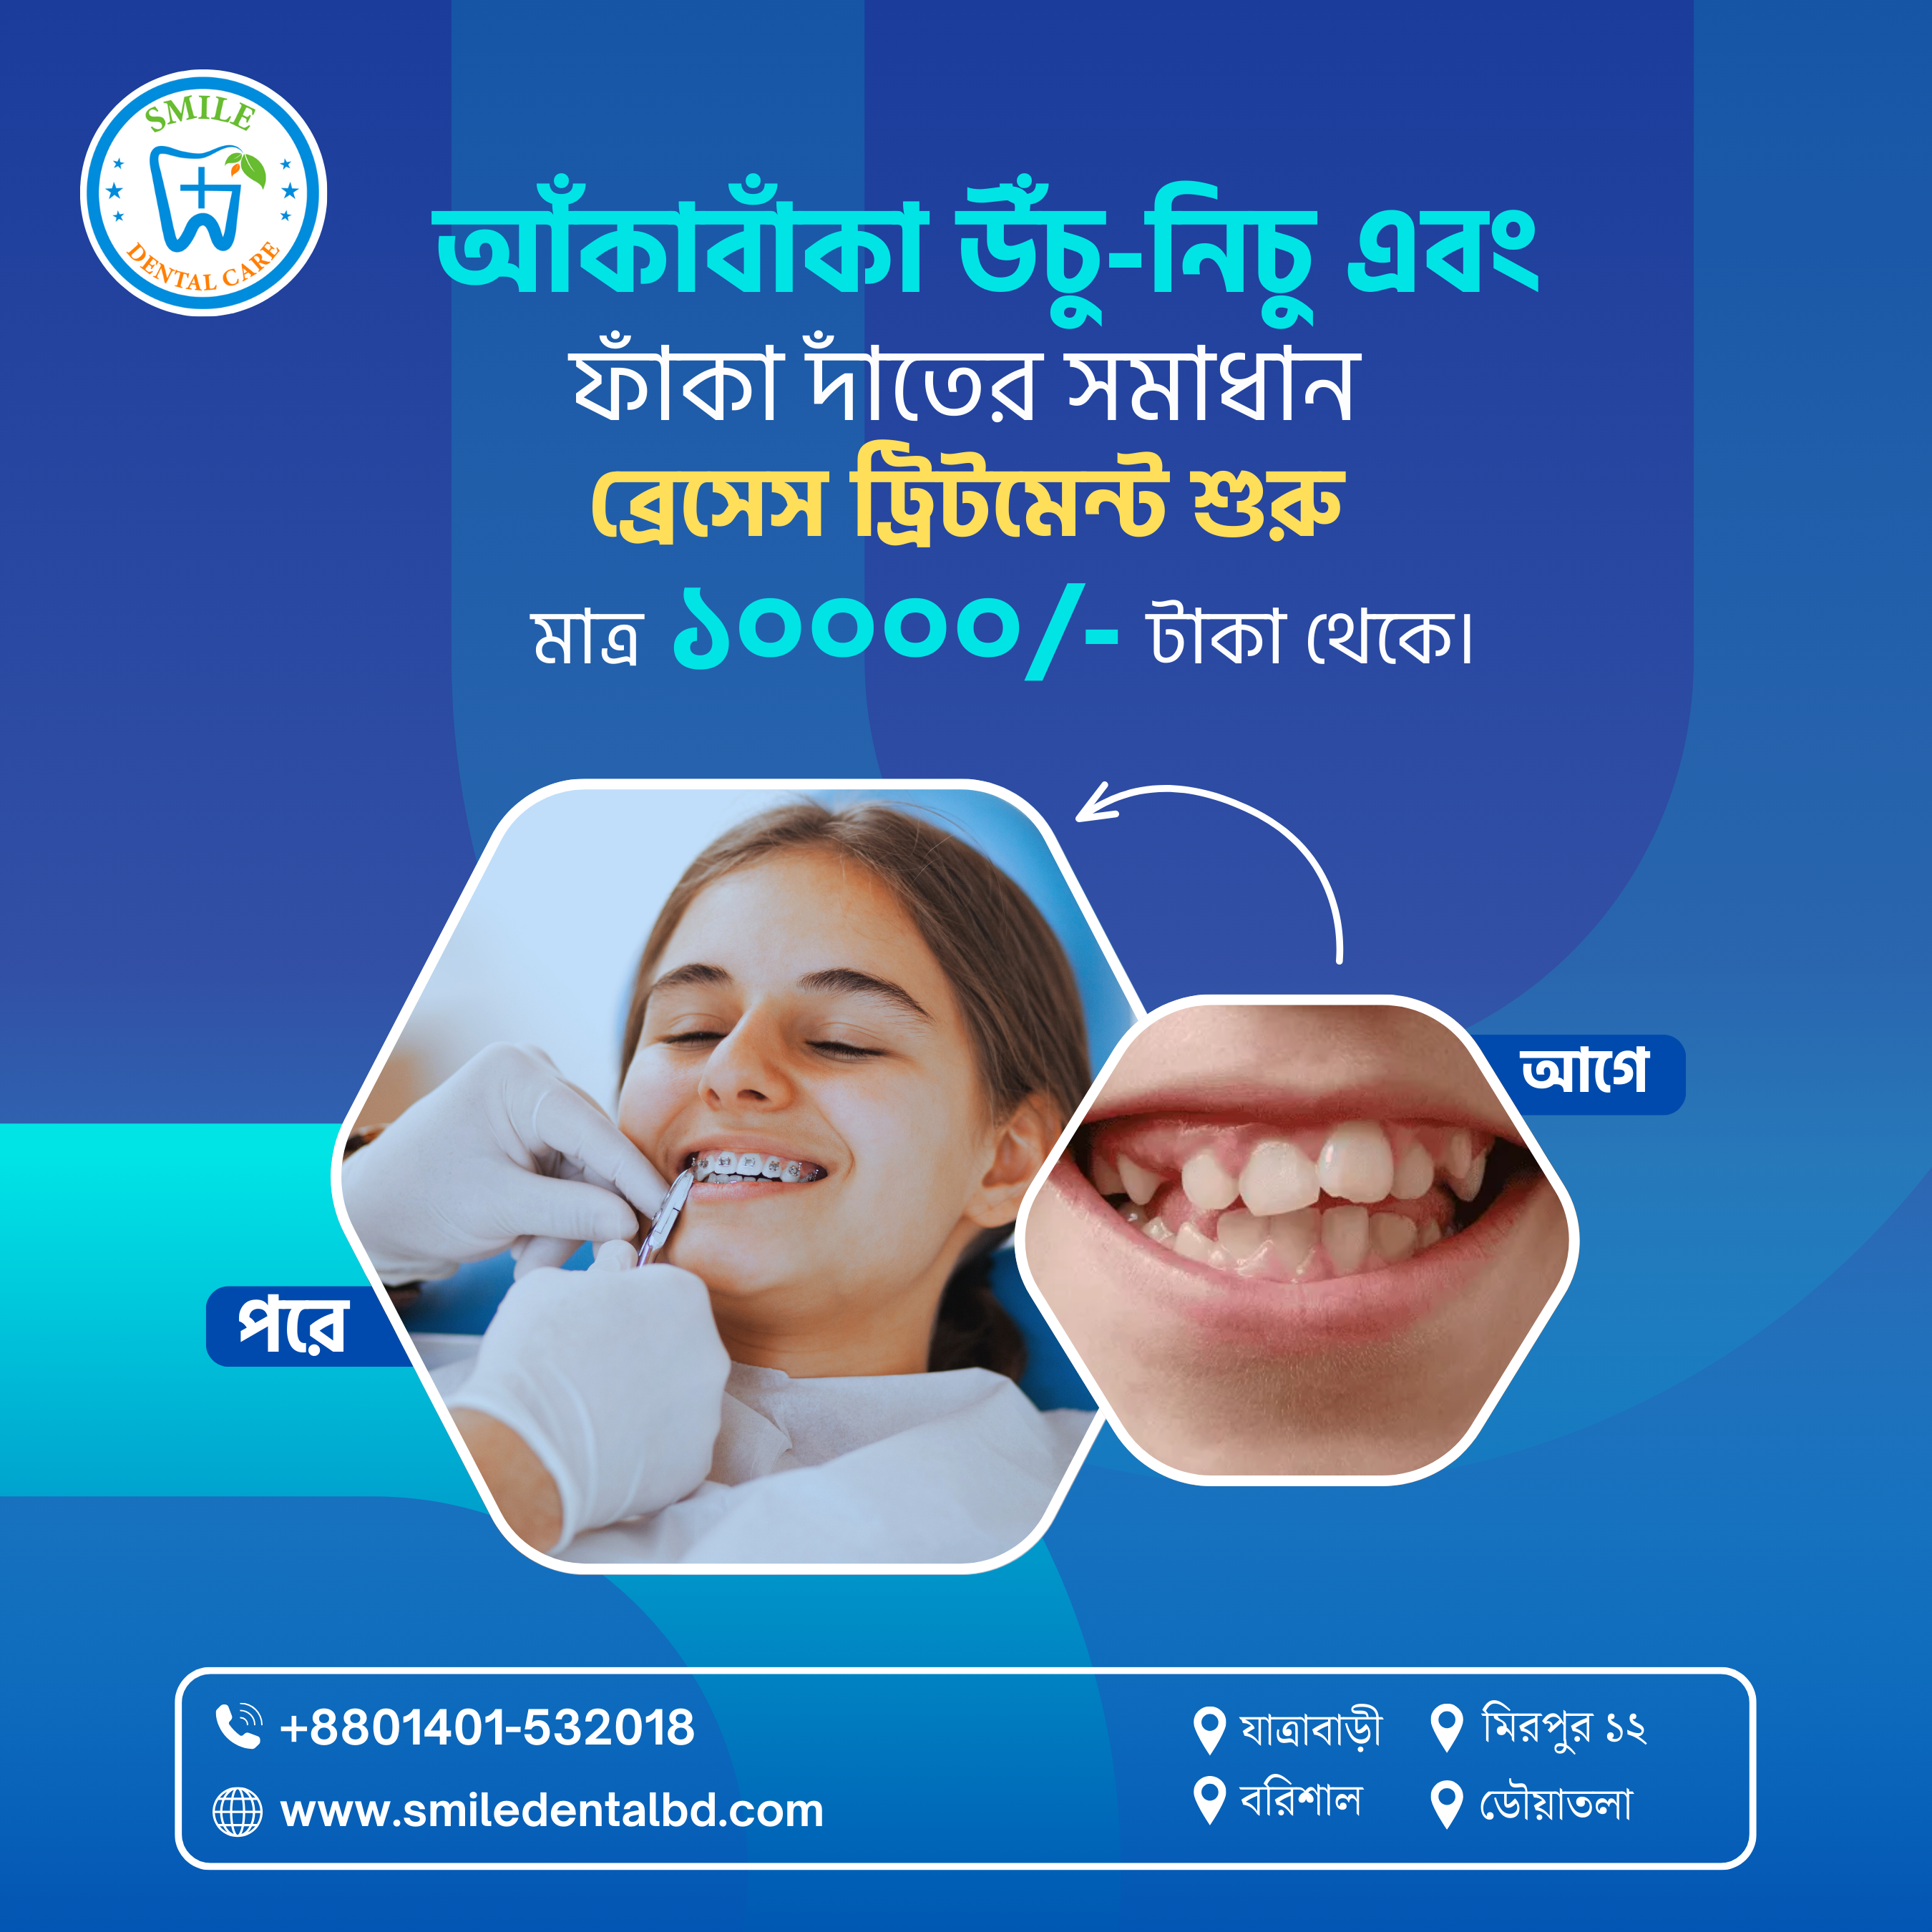 SMILE
DENTAL CARE
আঁকাবাঁকা উঁচু-নিচু এবং
ফাঁকা দাঁতের সমাধান
ব্রেসেস ট্রিটমেন্ট শুরু
মাত্র ১০০০০/- টাকা থেকে।
আগে
পরে
+8801401-532018
www.smiledentalbd.com
যাত্রাবাড়ী
মিরপুর ১২
বরিশাল
ডৌয়াতলা